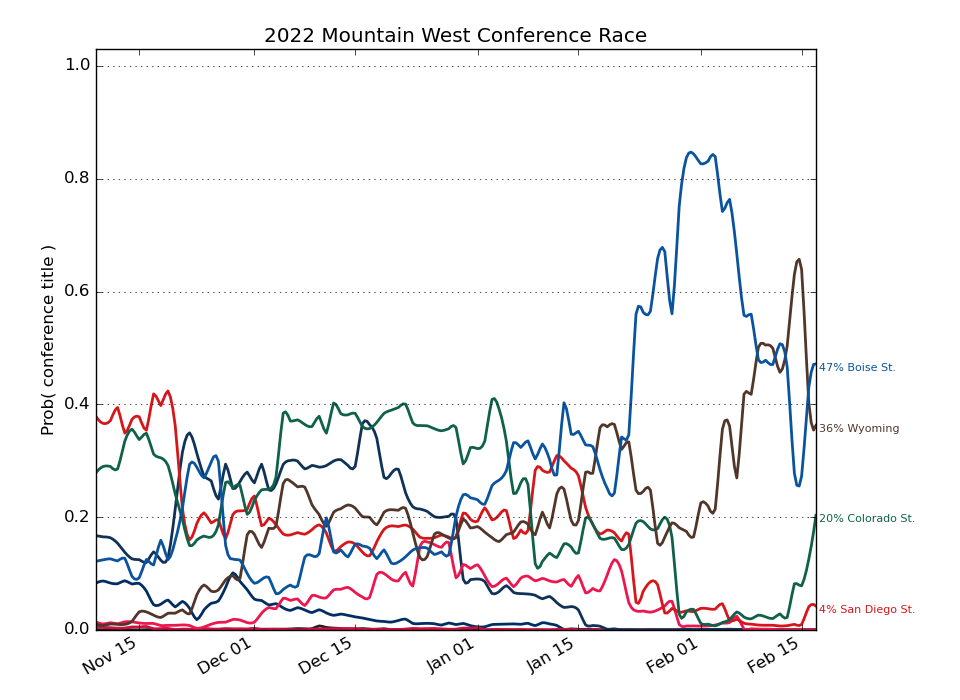 2022 Mountain West Conference Race
Prob( conference title )
1.0
0.8
0.6
0.4
0.2
0.0
47% Boise St.
36% Wyoming
20% Colorado St.
4% San Diego St.
Nov 15
Dec 01
Dec 15
Jan 01
Jan 15
Feb 01
Feb 15